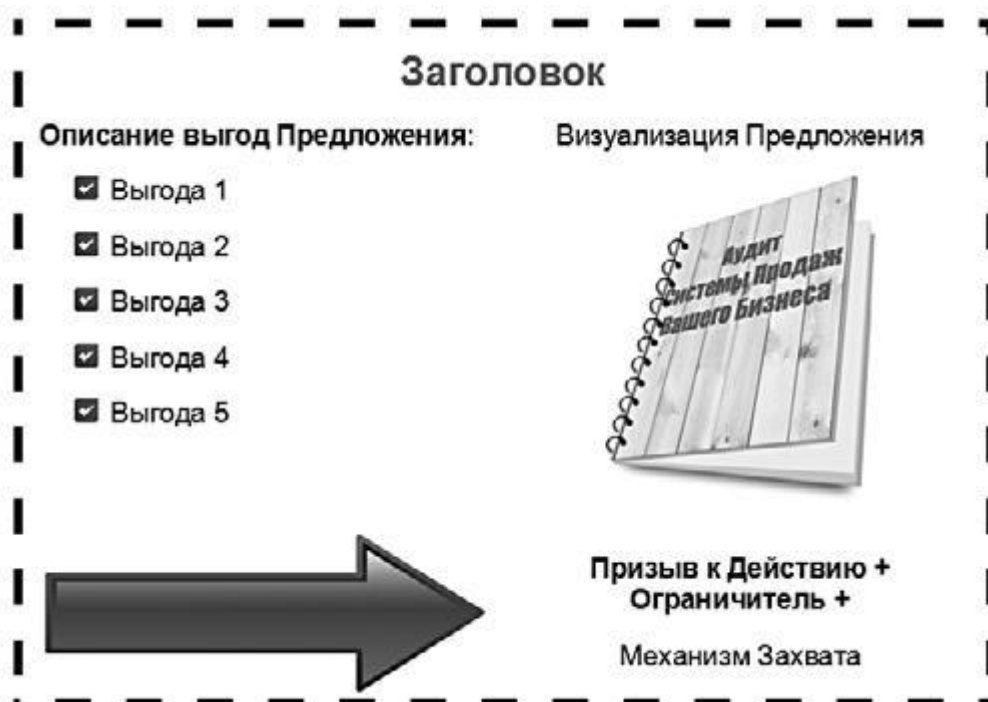 Заголовок
Описание выгод Предложения:
Выгода 1
Выгода 2
Выгода 3
Выгода 4
Выгода 5
Визуализация Предложения
Аудит
системы Продаж
Вашего Бизнеса
Призыв к Действию +
Ограничитель +
Механизм Захвата